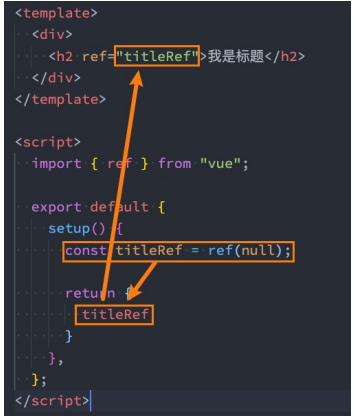 <template>
<div>
<h2 ref="titleRef">我是标题</h2>
</div>
</template>
<script>
import { ref } from "vue";
export default {
setup() {
const titleRef = ref(null);
return {
titleRef
}
},
};
</script>